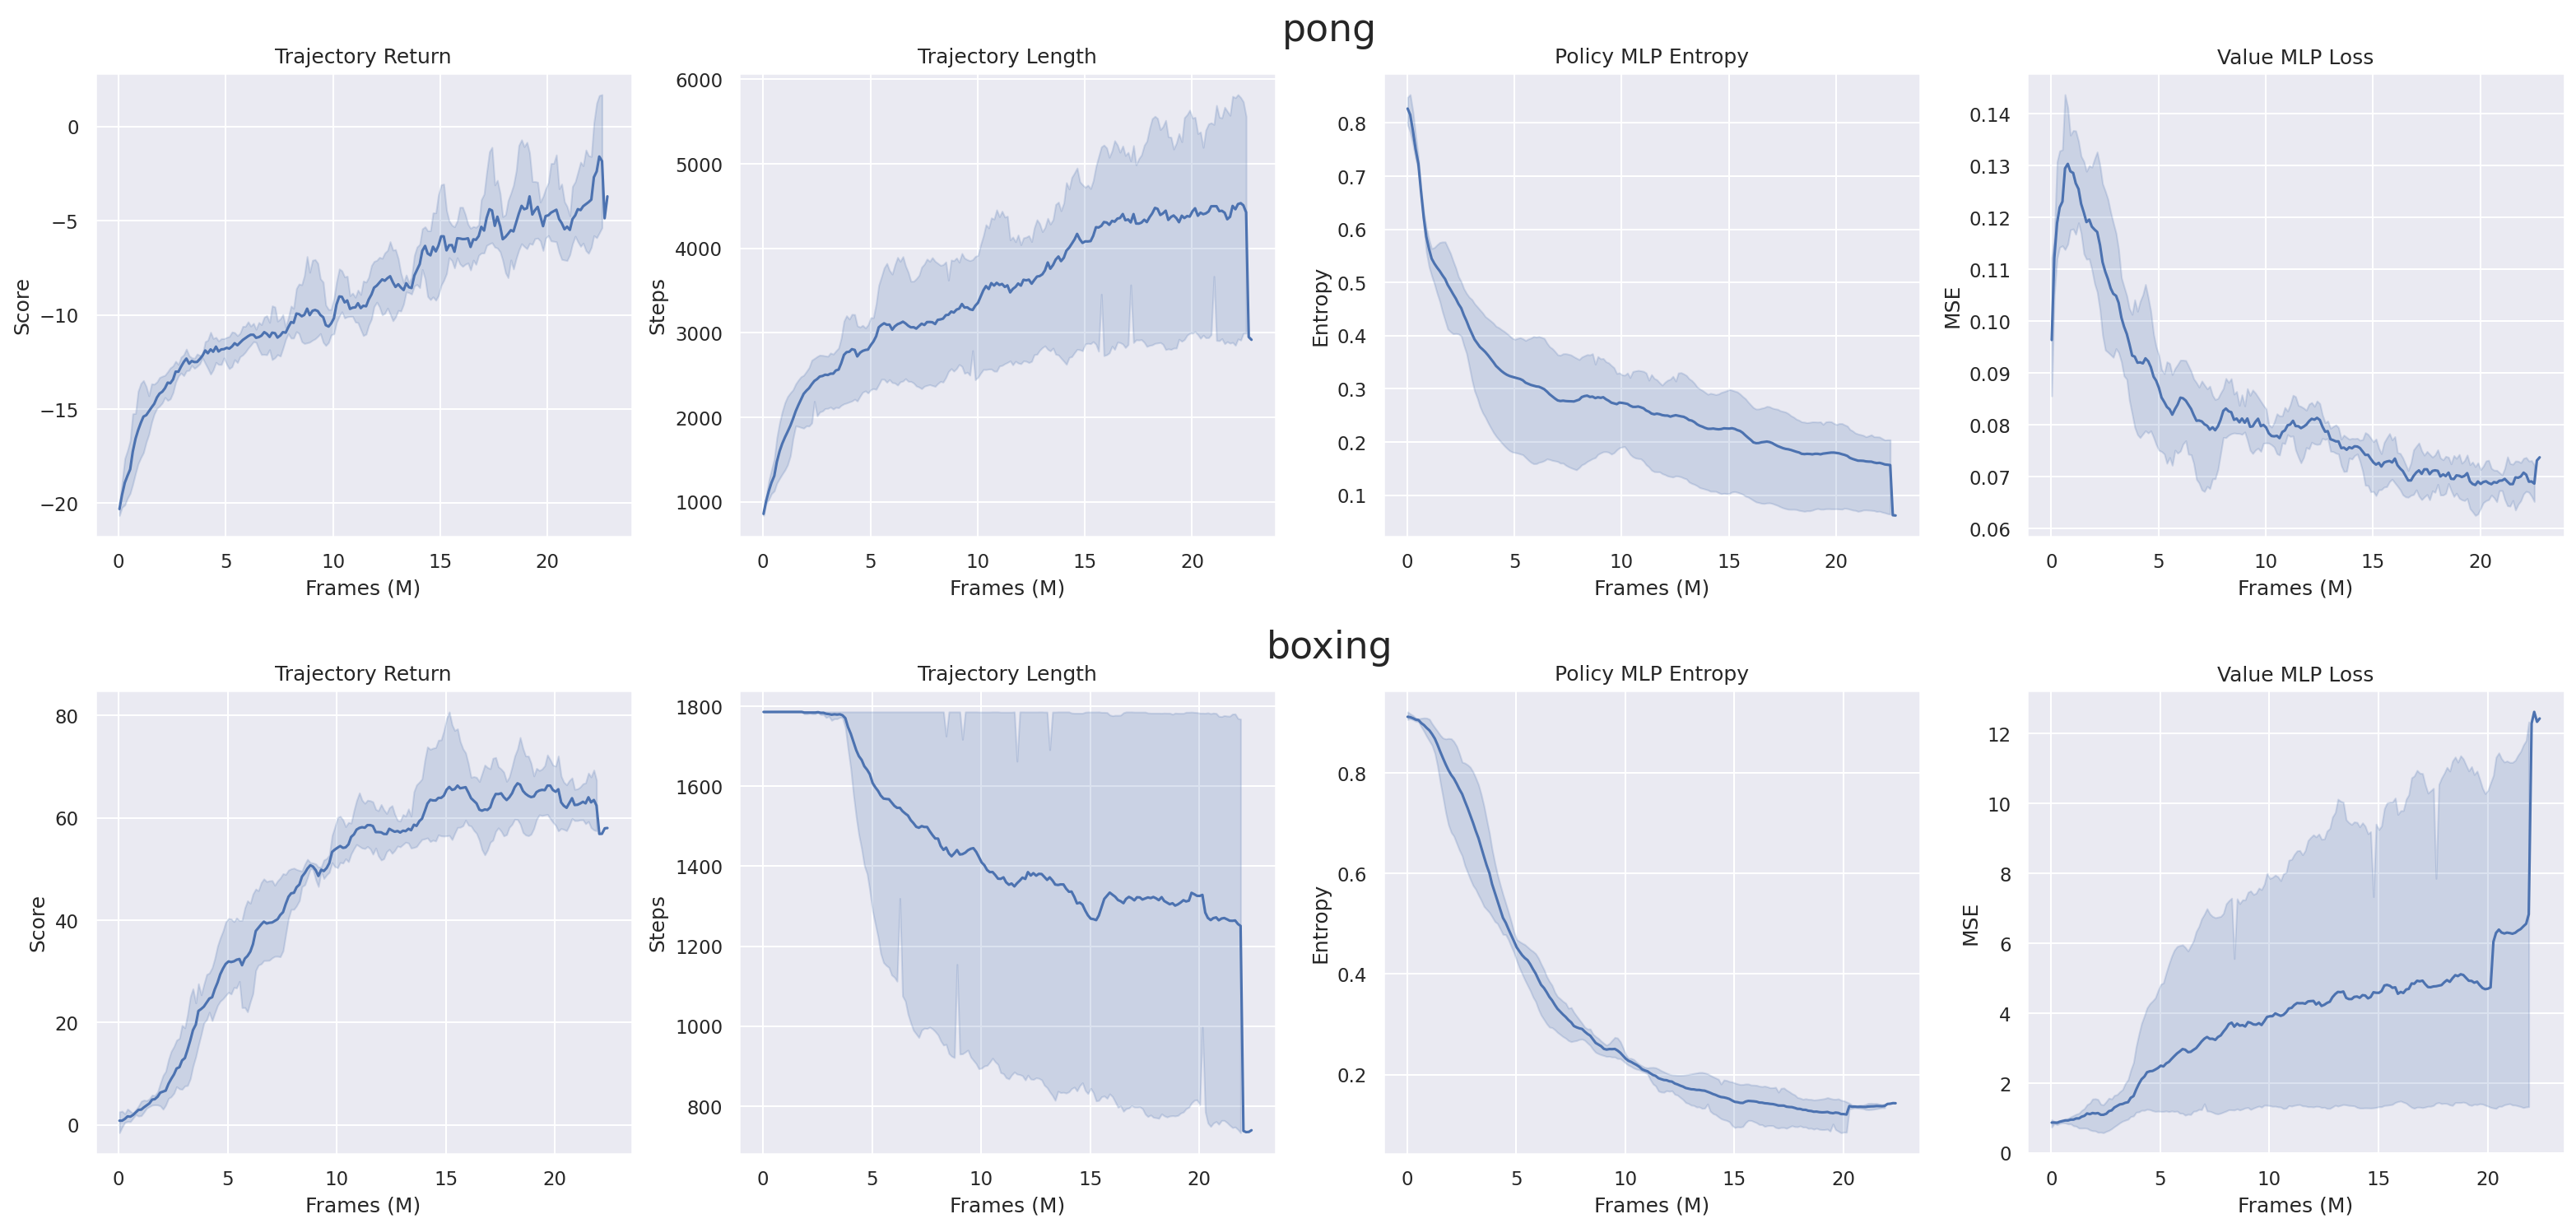 pong
Trajectory Return
Trajectory Length
Policy MLP Entropy
Value MLP Loss
Score
0
−5
−10
−15
−20
0 5 10 15 20
Frames (M)
Steps
6000
5000
4000
3000
2000
1000
0 5 10 15 20
Frames (M)
Entropy
0.8
0.7
0.6
0.5
0.4
0.3
0.2
0.1
0 5 10 15 20
Frames (M)
MSE
0.14
0.13
0.12
0.11
0.10
0.09
0.08
0.07
0.06
0 5 10 15 20
Frames (M)
boxing
Trajectory Return
Trajectory Length
Policy MLP Entropy
Value MLP Loss
Score
80
60
40
20
0
0 5 10 15 20
Frames (M)
Steps
1800
1600
1400
1200
1000
800
0 5 10 15 20
Frames (M)
Entropy
0.8
0.6
0.4
0.2
0 5 10 15 20
Frames (M)
MSE
12
10
8
6
4
2
0
0 5 10 15 20
Frames (M)